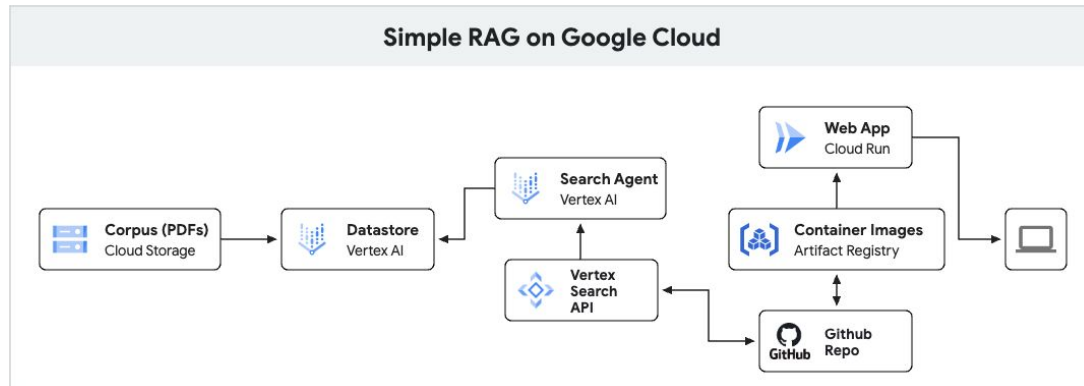 Simple RAG on Google Cloud
Web App
Cloud Run
Search Agent
Vertex AI
Corpus (PDFs)
Cloud Storage
Datastore
Vertex AI
Container Images
Artifact Registry
Vertex
Search
API
GitHub
Github
Repo